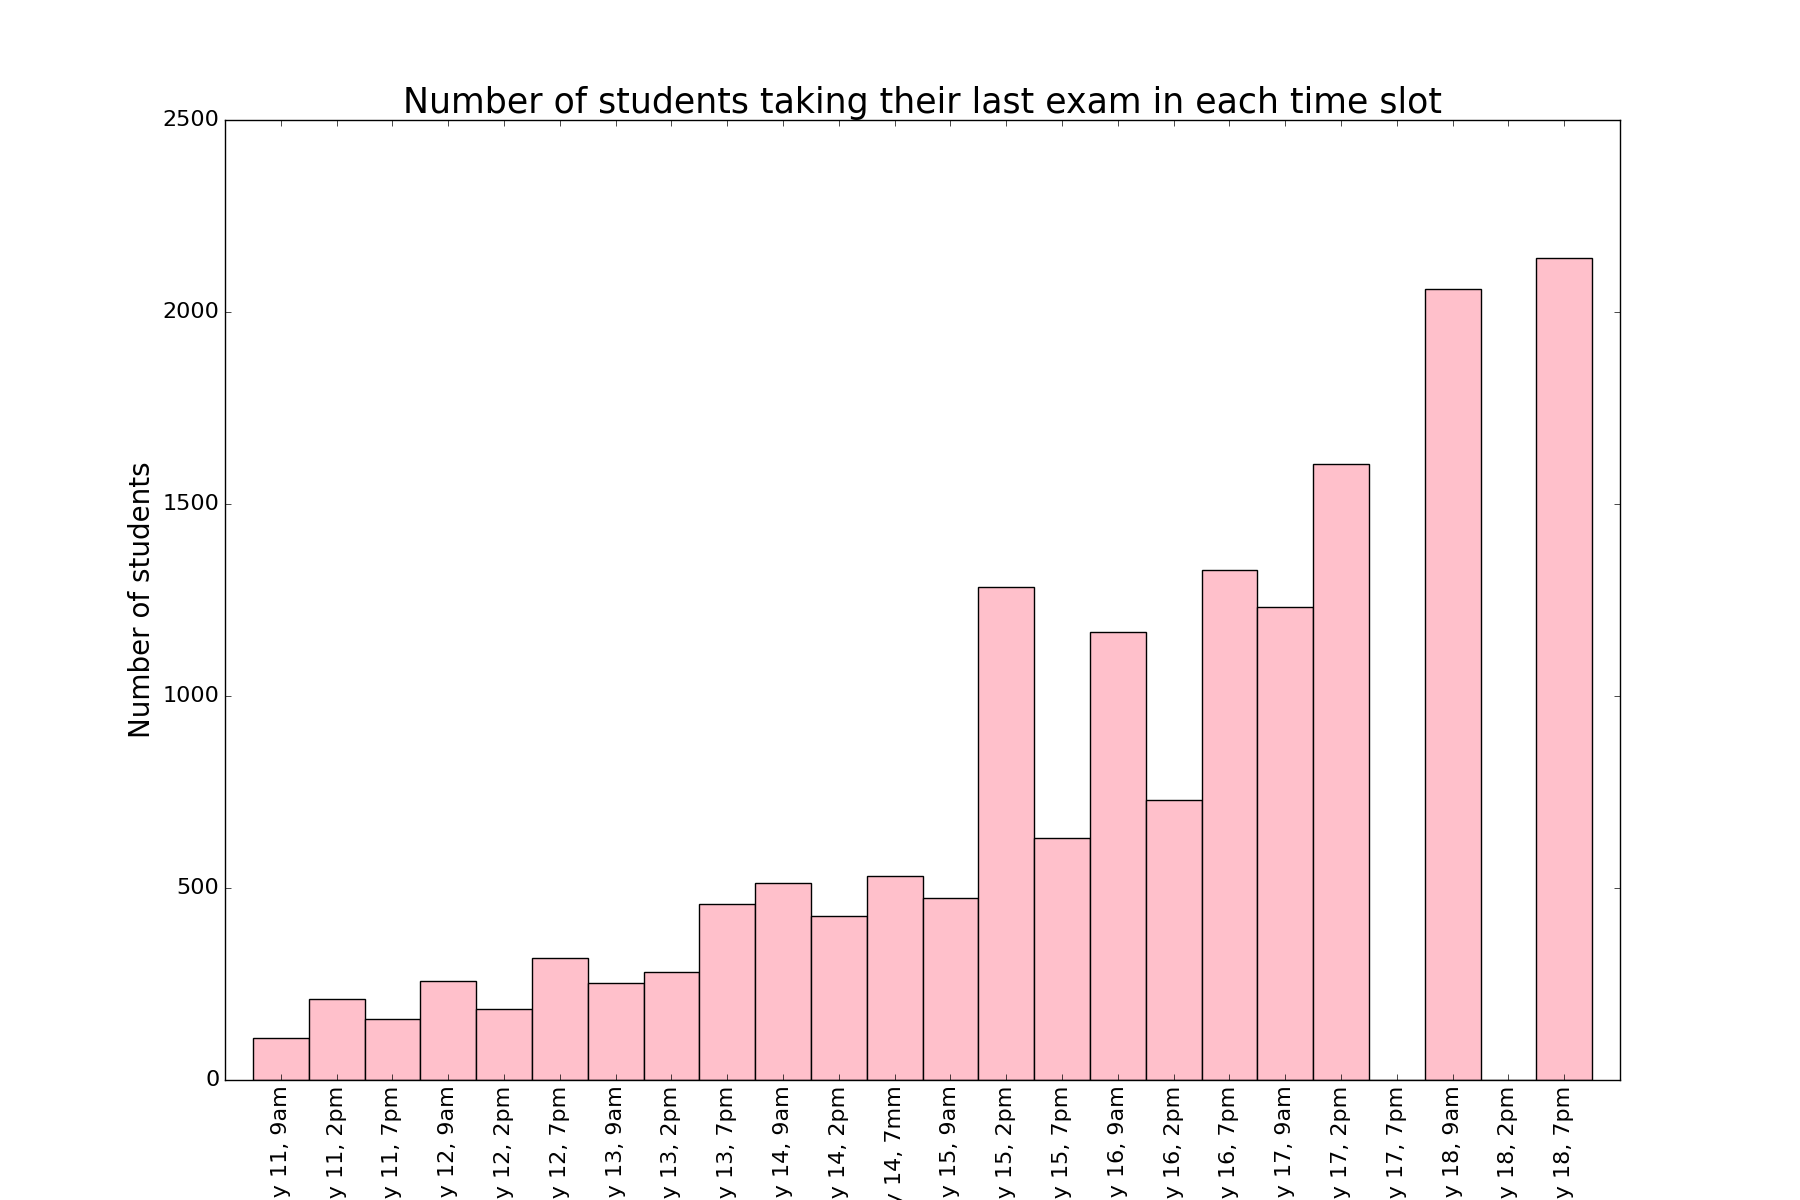 Number of students taking their last exam in each time slot
Number of students
2500
2000
1500
1000
500
0
y 11, 9am
y 11, 2pm
y 11, 7pm
y 12, 9am
y 12, 2pm
y 12, 7pm
y 13, 9am
y 13, 2pm
y 13, 7pm
y 14, 9am
y 14, 2pm
y 14, 7mm
y 15, 9am
y 15, 2pm
y 15, 7pm
y 16, 9am
y 16, 2pm
y 16, 7pm
y 17, 9am
y 17, 2pm
y 17, 7pm
y 18, 9am
y 18, 2pm
y 18, 7pm